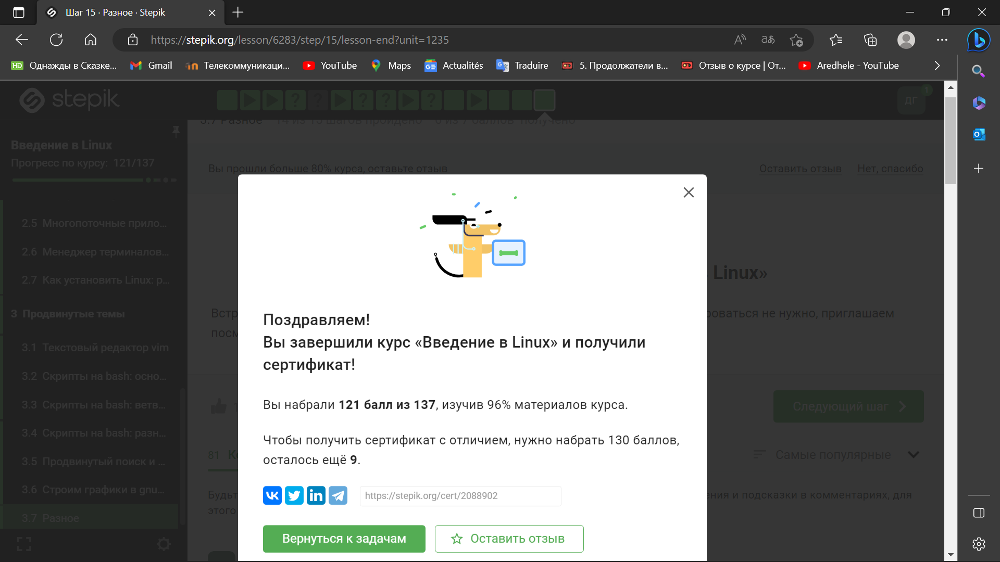 Шаг 15 · Разное · Stepik
https://stepik.org/lesson/6283/step/15/lesson-end?unit=1235
HD Однажды в Сказке...
Gmail
Телекоммуникаци...
YouTube
Maps
Actualités
Traduire
5. Продолжатели в...
Отзыв о курсе | От...
Aredhele - YouTube
stepik
ДГ
1
3.7 Разное 14 из 15 шагов пройдено 6 из 7 баллов получено
Введение в Linux
Прогресс по курсу: 121/137
Вы прошли больше 80% курса, оставьте отзыв
Оставить отзыв
Нет, спасибо
2.5 Многопоточные прило...
2.6 Менеджер терминалов...
2.7 Как установить Linux: р...
3 Продвинутые темы
3.1 Текстовый редактор vim
3.2 Скрипты на bash: осно...
3.3 Скрипты на bash: ветв...
3.4 Скрипты на bash: разн...
3.5 Продвинутый поиск и ...
3.6 Строим графики в gnu...
3.7 Разное
Linux»
Встр
роваться не нужно, приглашаем
посм
Поздравляем!
Вы завершили курс «Введение в Linux» и получили
сертификат!
Вы набрали 121 балл из 137, изучив 96% материалов курса.
Чтобы получить сертификат с отличием, нужно набрать 130 баллов,
осталось ещё 9.
https://stepik.org/cert/2088902
Вернуться к задачам
Оставить отзыв
Следующий шаг
81 К
Самые популярные
Будьт
ения и подсказки в комментариях, для
этого